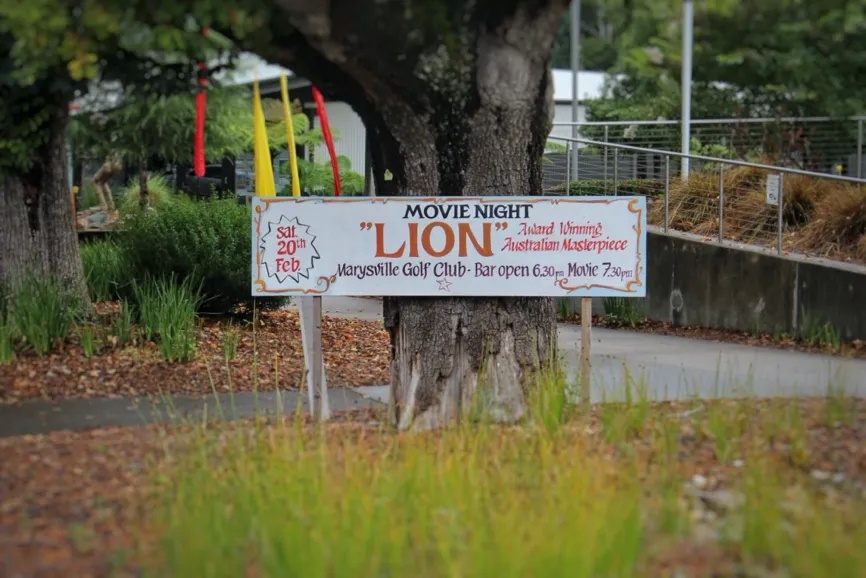 MOVIE NIGHT
sat.
20th
Feb
"LION"
Award Winning
Australian Masterpiece
Marysville Golf Club - Bar open 6.30pm Movie 7.30pm